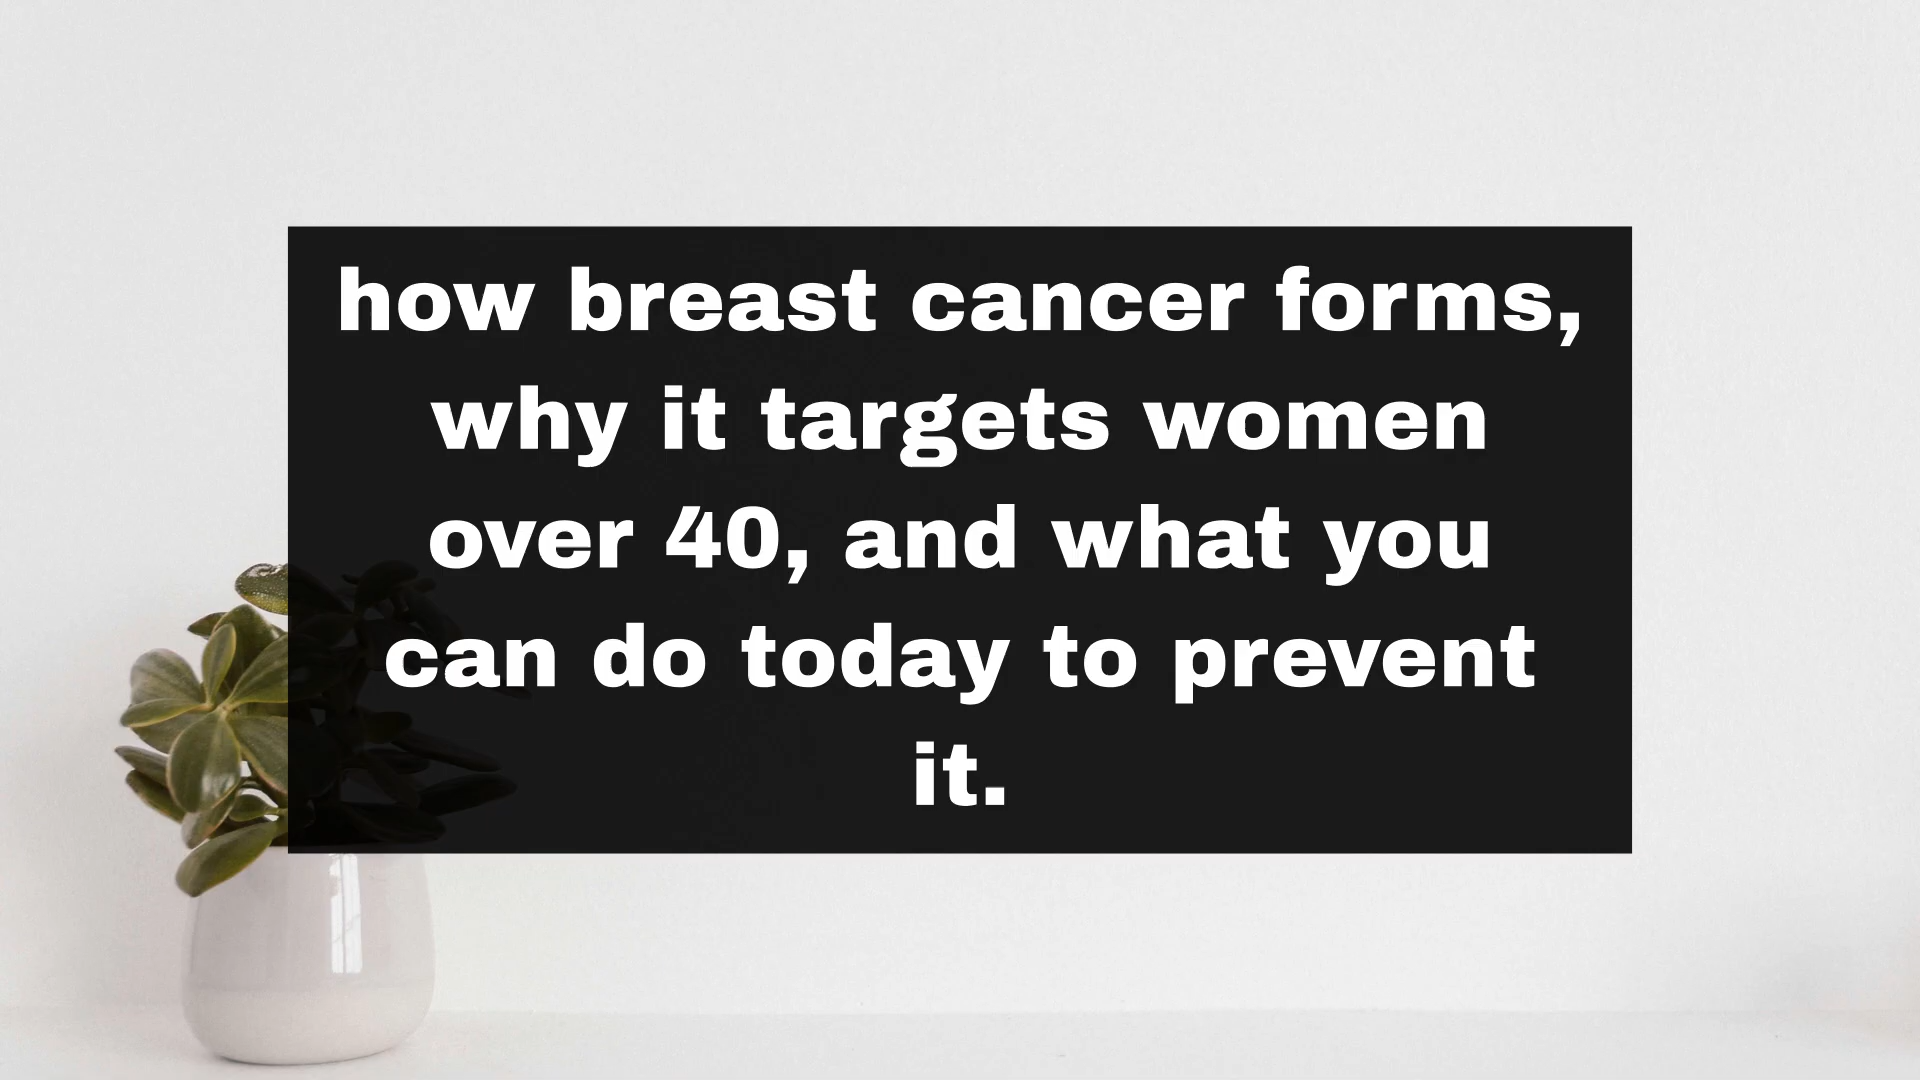 how breast cancer forms,
why it targets women
over 40, and what you
can do today to prevent
it.